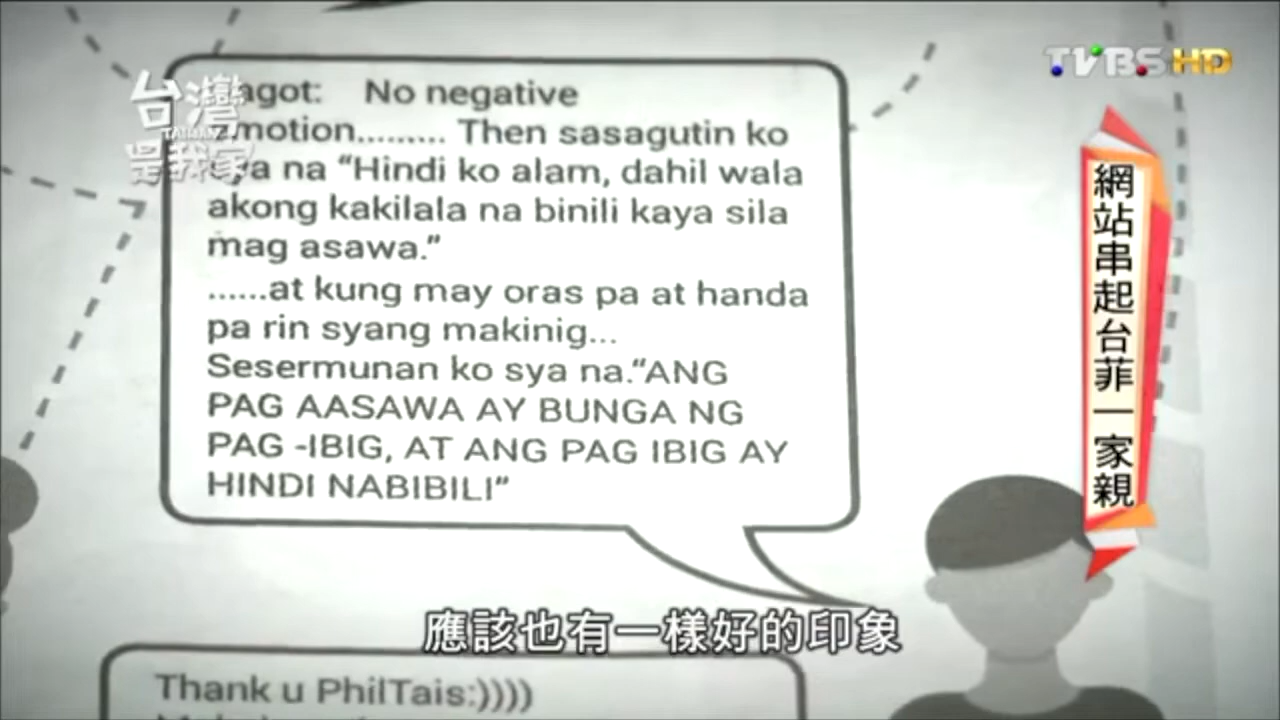 TVBS HD
台灣
TAIWAN
是我家
agot: No negative
motion......... Then sasagutin ko
ya na “Hindi ko alam, dahil wala
akong kakilala na binili kaya sila
mag asawa.”
......at kung may oras pa at handa
pa rin syang makinig...
Sesermunan ko sya na.“ANG
PAG AASAWA AY BUNGA NG
PAG -IBIG, AT ANG PAG IBIG AY
HINDI NABIBILI”
網站串起台菲一家親
應該也有一樣好的印象
Thank u PhilTais:))))